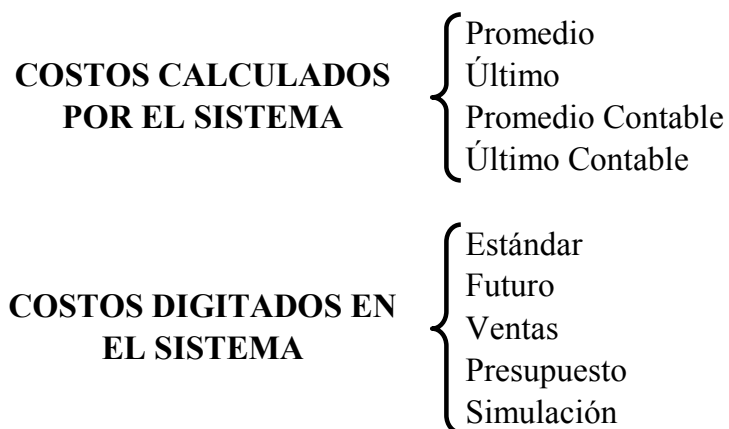 COSTOS CALCULADOS
POR EL SISTEMA
Promedio
Último
Promedio Contable
Último Contable
COSTOS DIGITADOS EN
EL SISTEMA
Estándar
Futuro
Ventas
Presupuesto
Simulación